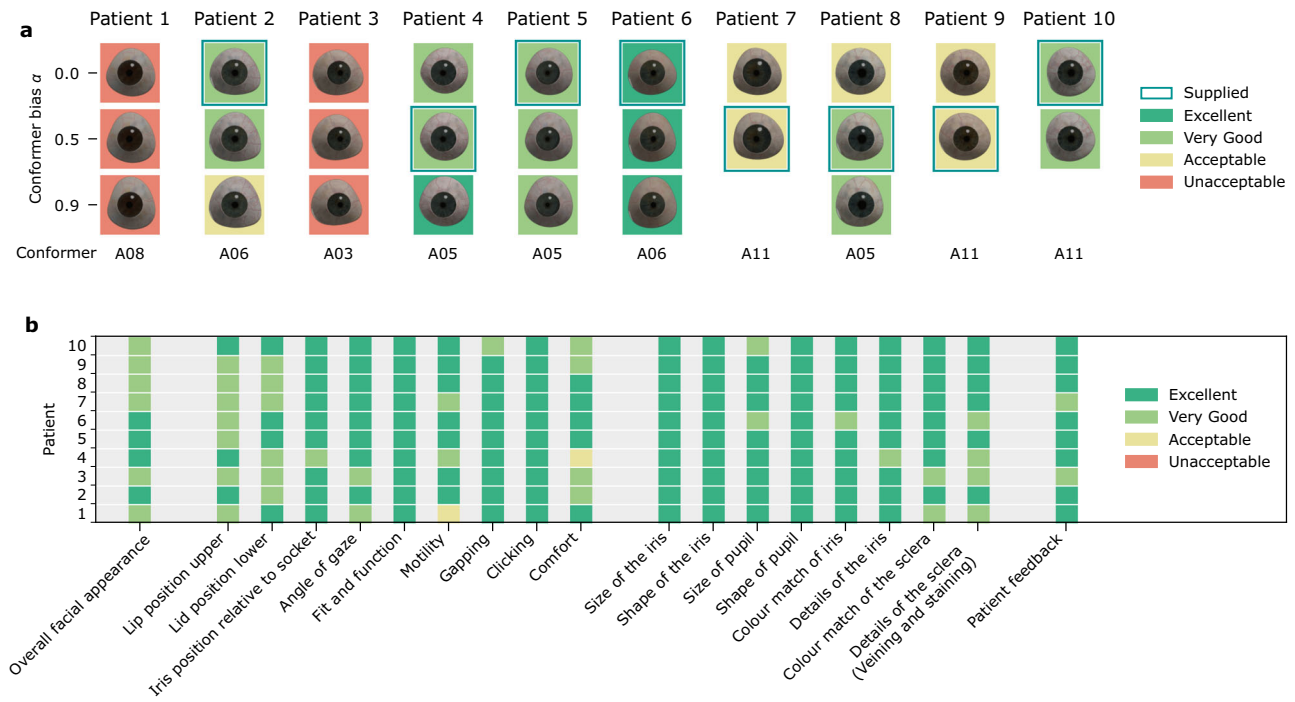 a
Patient 1 Patient 2 Patient 3 Patient 4 Patient 5 Patient 6 Patient 7 Patient 8 Patient 9 Patient 10
Conformer bias α
0.0
0.5
0.9
Supplied
Excellent
Very Good
Acceptable
Unacceptable
Conformer A08 A06 A03 A05 A05 A06 A11 A05 A11 A11
b
Patient
10
9
8
7
6
5
4
3
2
1
Excellent
Very Good
Acceptable
Unacceptable
Overall facial appearance
Lip position upper
Lid position lower
Iris position relative to socket
Angle of gaze
Fit and function
Motility
Gapping
Clicking
Comfort
Size of the iris
Shape of the iris
Size of pupil
Shape of pupil
Colour match of iris
Details of the iris
Colour match of the sclera
Details of the sclera
(Veining and staining)
Patient feedback